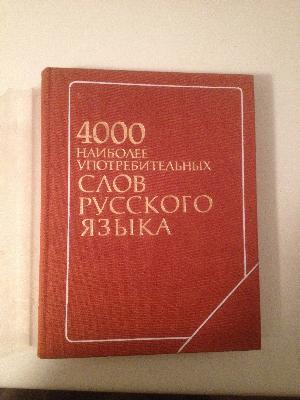 4000
НАИБОЛЕЕ
УПОТРЕБИТЕЛЬНЫХ
СЛОВ
РУССКОГО
ЯЗЫКА